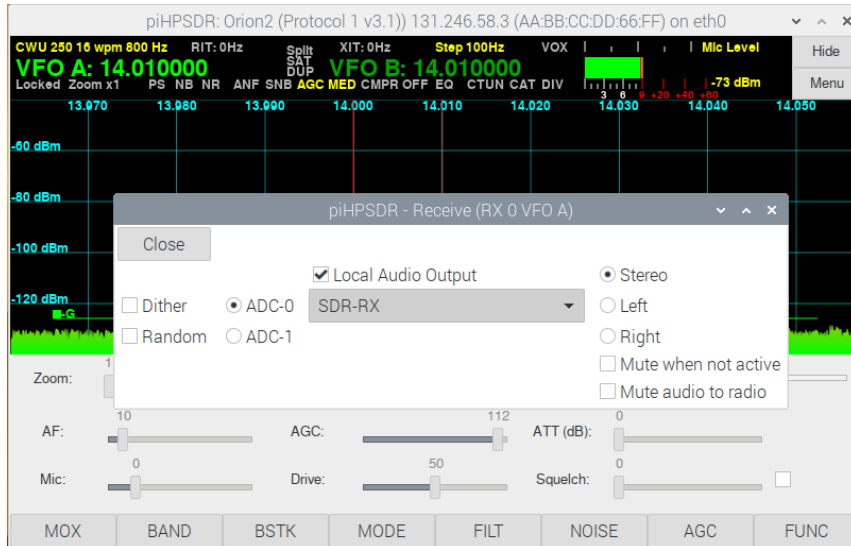 piHPSDR: Orion2 (Protocol 1 v3.1)) 131.246.58.3 (AA:BB:CC:DD:66:FF) on eth0
CWU 250 16 wpm 800 Hz RIT: 0Hz Split XIT: 0Hz Step 100Hz VOX Mic Level Hide
SAT
VFO A: 14.010000 DUP VFO B: 14.010000
Locked Zoom x1 PS NB NR ANF SNB AGC MED CMPR OFF EQ CTUN CAT DIV -73 dBm Menu
3 6 9 +20 +40 +60
13.970 13.980 13.990 14.000 14.010 14.020 14.030 14.040 14.050
-60 dBm
-80 dBm
piHPSDR - Receive (RX 0 VFO A)
Close
-100 dBm
Local Audio Output Stereo
-120 dBm
Dither ADC-0 SDR-RX Left
-G
Random ADC-1 Right
Mute when not active
Zoom: 1
Mute audio to radio
10 112 0
AF: AGC: ATT (dB):
0 50 0
Mic: Drive: Squelch:
MOX BAND BSTK MODE FILT NOISE AGC FUNC